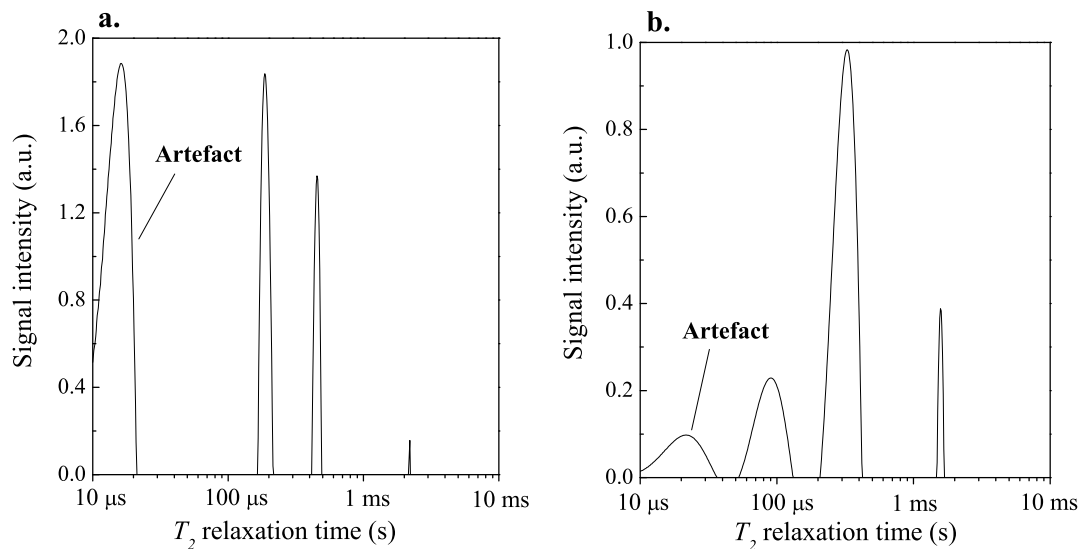 a.
2.0
1.6
1.2
0.8
0.4
0.0
Signal intensity (a.u.)
Artefact
10 μs
100 μs
1 ms
10 ms
T2 relaxation time (s)
b.
1.0
0.8
0.6
0.4
0.2
0.0
Signal intensity (a.u.)
Artefact
10 μs
100 μs
1 ms
10 ms
T2 relaxation time (s)